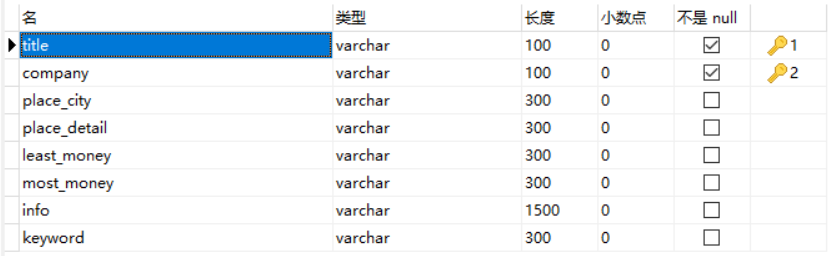 名 类型 长度 小数点 不是 null
title varchar 100 0 1
company varchar 100 0 2
place_city varchar 300 0
place_detail varchar 300 0
least_money varchar 300 0
most_money varchar 300 0
info varchar 1500 0
keyword varchar 300 0